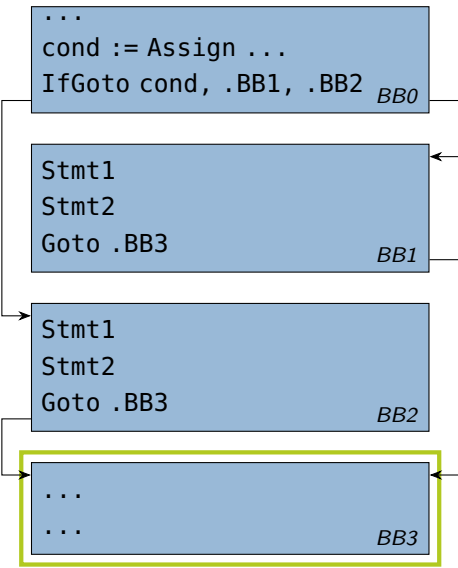 ...
cond := Assign ...
IfGoto cond, .BB1, .BB2
BB0
Stmt1
Stmt2
Goto .BB3
BB1
Stmt1
Stmt2
Goto .BB3
BB2
...
...
BB3